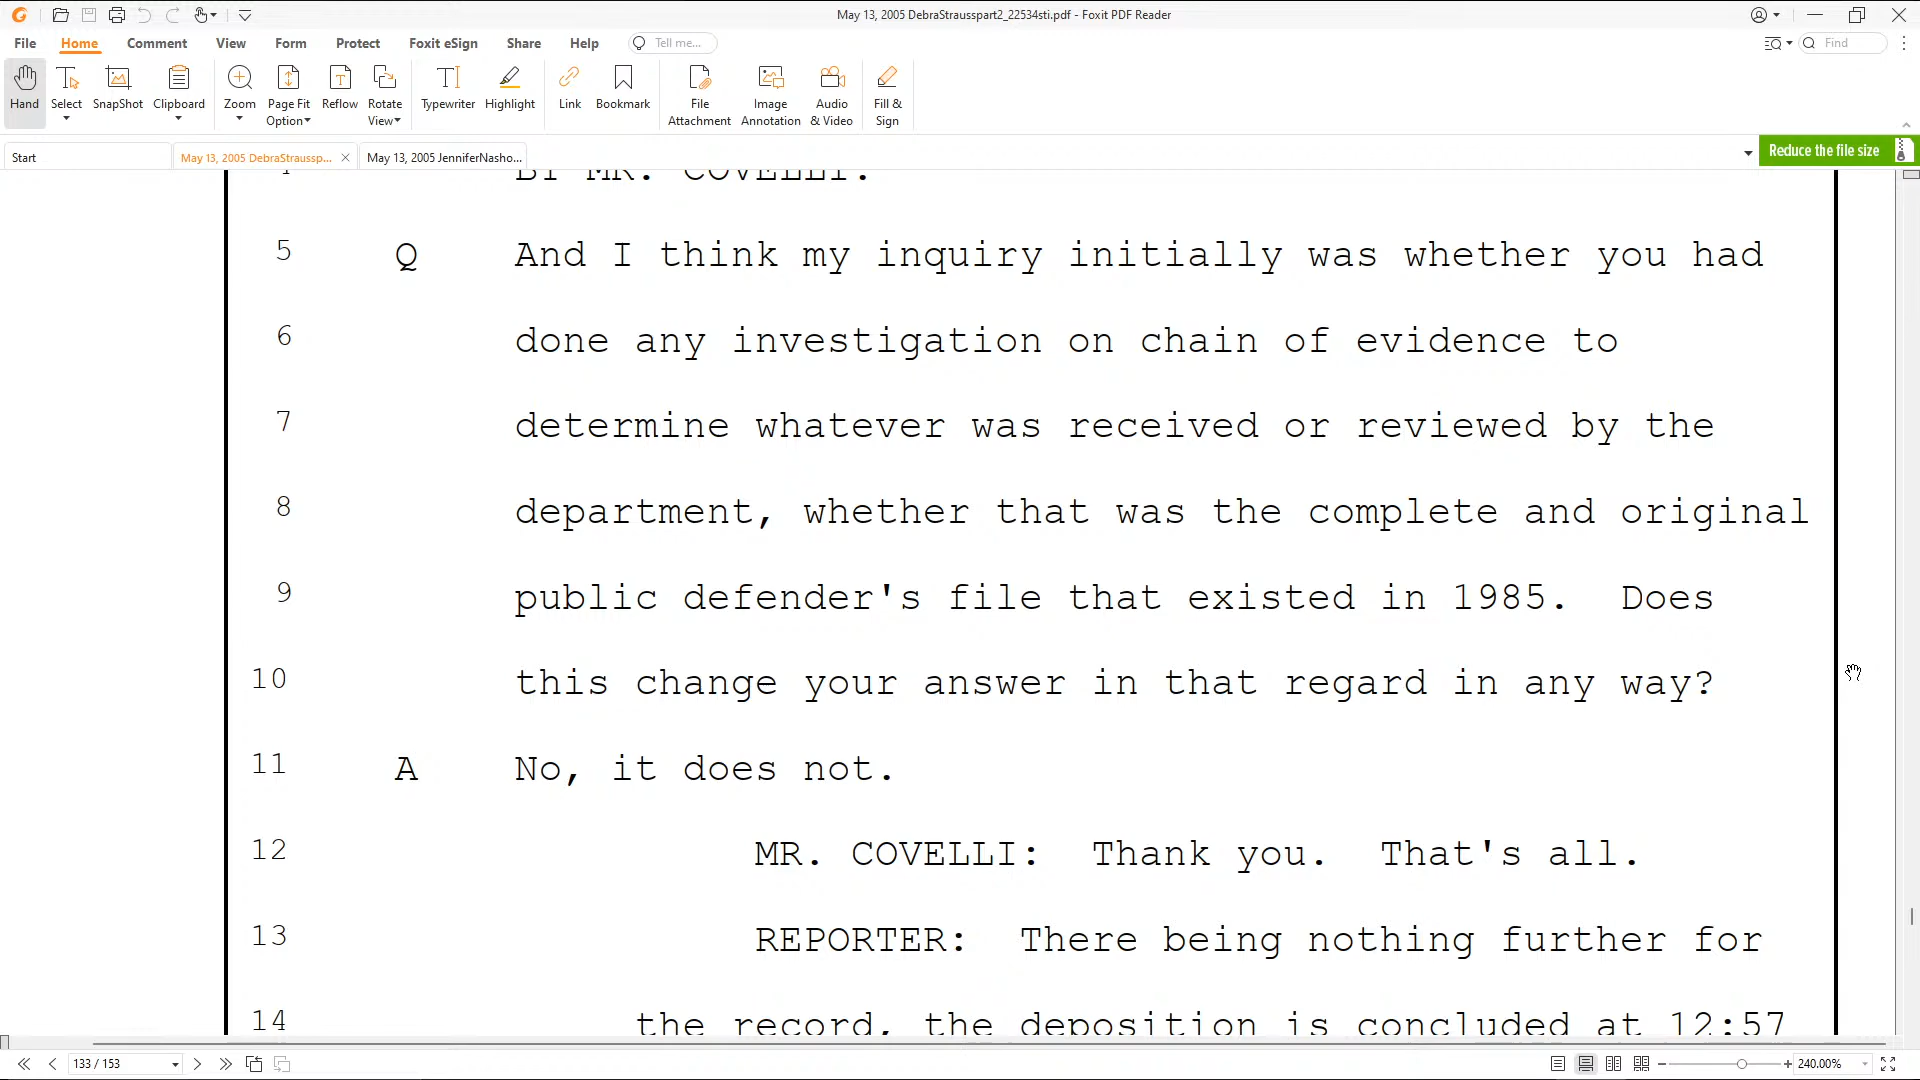 May 13, 2005 DebraStrausspart2_22534sti.pdf - Foxit PDF Reader
File Home Comment View Form Protect Foxit eSign Share Help Tell me... Find
Hand Select SnapShot Clipboard Zoom Page Fit Option Reflow Rotate View Typewriter Highlight Link Bookmark File Attachment Image Annotation Audio & Video Fill & Sign
Start May 13, 2005 DebraStraussp... May 13, 2005 JenniferNasho... Reduce the file size
BY MR. COVELLI:
5 Q And I think my inquiry initially was whether you had
6 done any investigation on chain of evidence to
7 determine whatever was received or reviewed by the
8 department, whether that was the complete and original
9 public defender's file that existed in 1985. Does
10 this change your answer in that regard in any way?
11 A No, it does not.
12 MR. COVELLI: Thank you. That's all.
13 REPORTER: There being nothing further for
14 the record, the deposition is concluded at 12:57
133 / 153 240.00%